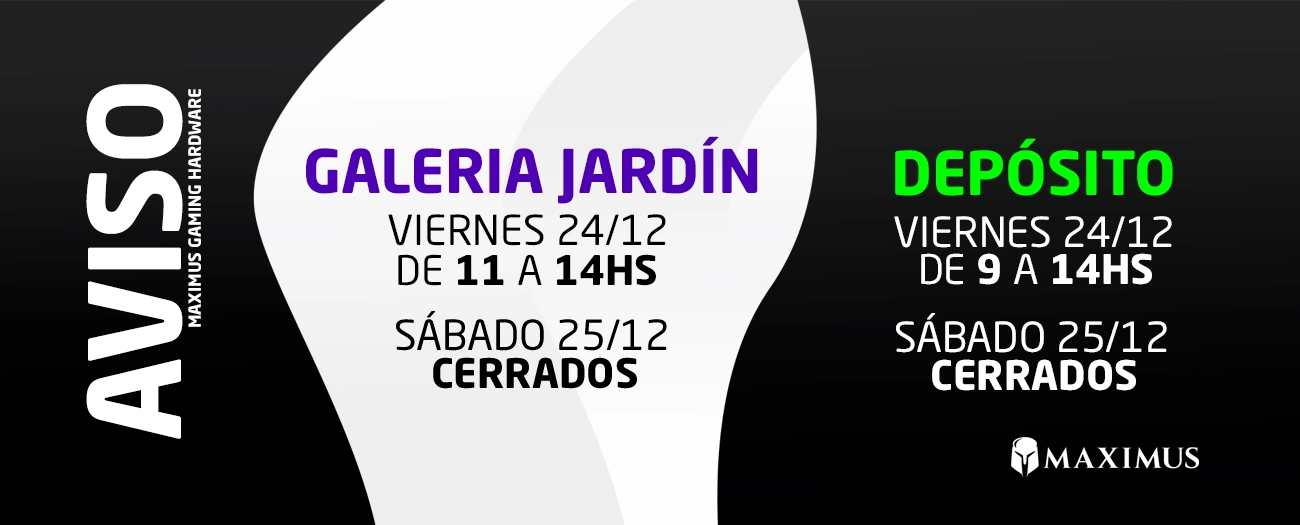 AVISO
MAXIMUS GAMING HARDWARE
GALERIA JARDÍN
VIERNES 24/12
DE 11 A 14HS
SÁBADO 25/12
CERRADOS
DEPÓSITO
VIERNES 24/12
DE 9 A 14HS
SÁBADO 25/12
CERRADOS
MAXIMUS